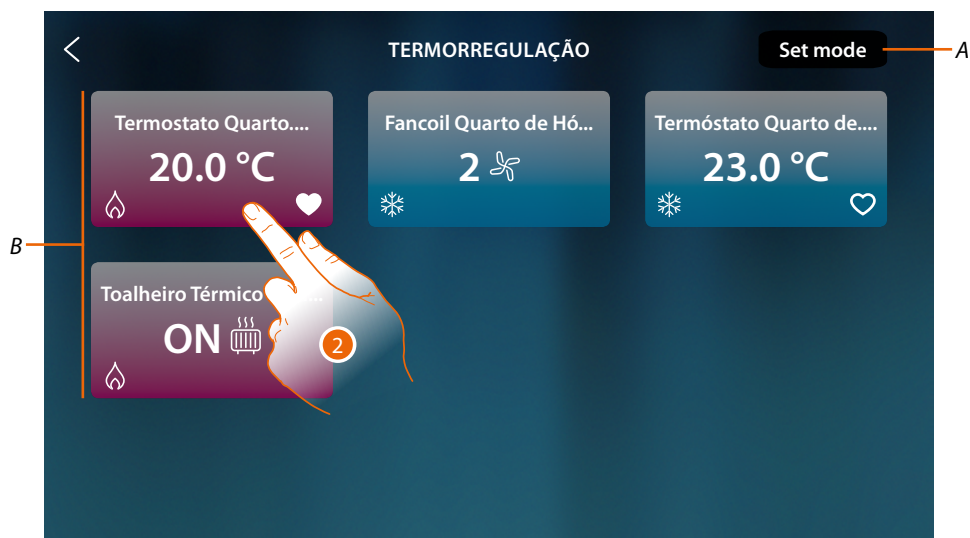 TERMORREGULAÇÃO
Set mode
A
Termostato Quarto....
Fancoil Quarto de Hó...
Termóstato Quarto de....
20.0 °C
2
23.0 °C
B
Toalheiro Térmico
ON
2